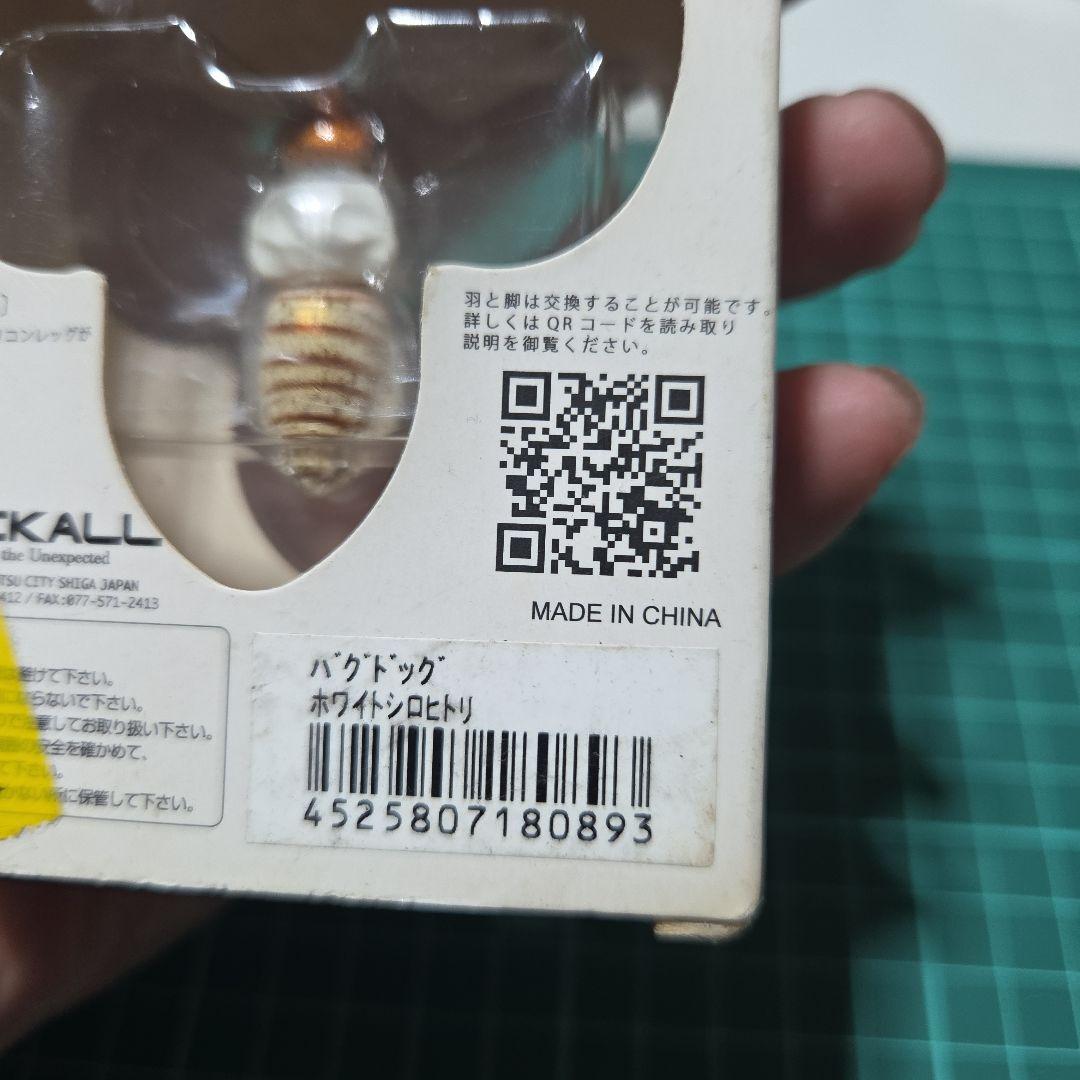 羽と脚は交換することが可能です。
詳しくはQRコードを読み取り
説明を御覧ください。
コンレッグが
CKALL
the Unexpected
TSU CITY SHIGA JAPAN
412 / FAX:077-571-2413
MADE IN CHINA
避けて下さい。
らないで下さい。
意してお取り扱い下さい。
安全を確かめて、
て下さい。
かない所に保管して下さい。
ﾊﾞｸﾞﾄﾞｯｸﾞ
ﾎﾜｲﾄｼﾛﾋﾄﾘ
4525807180893